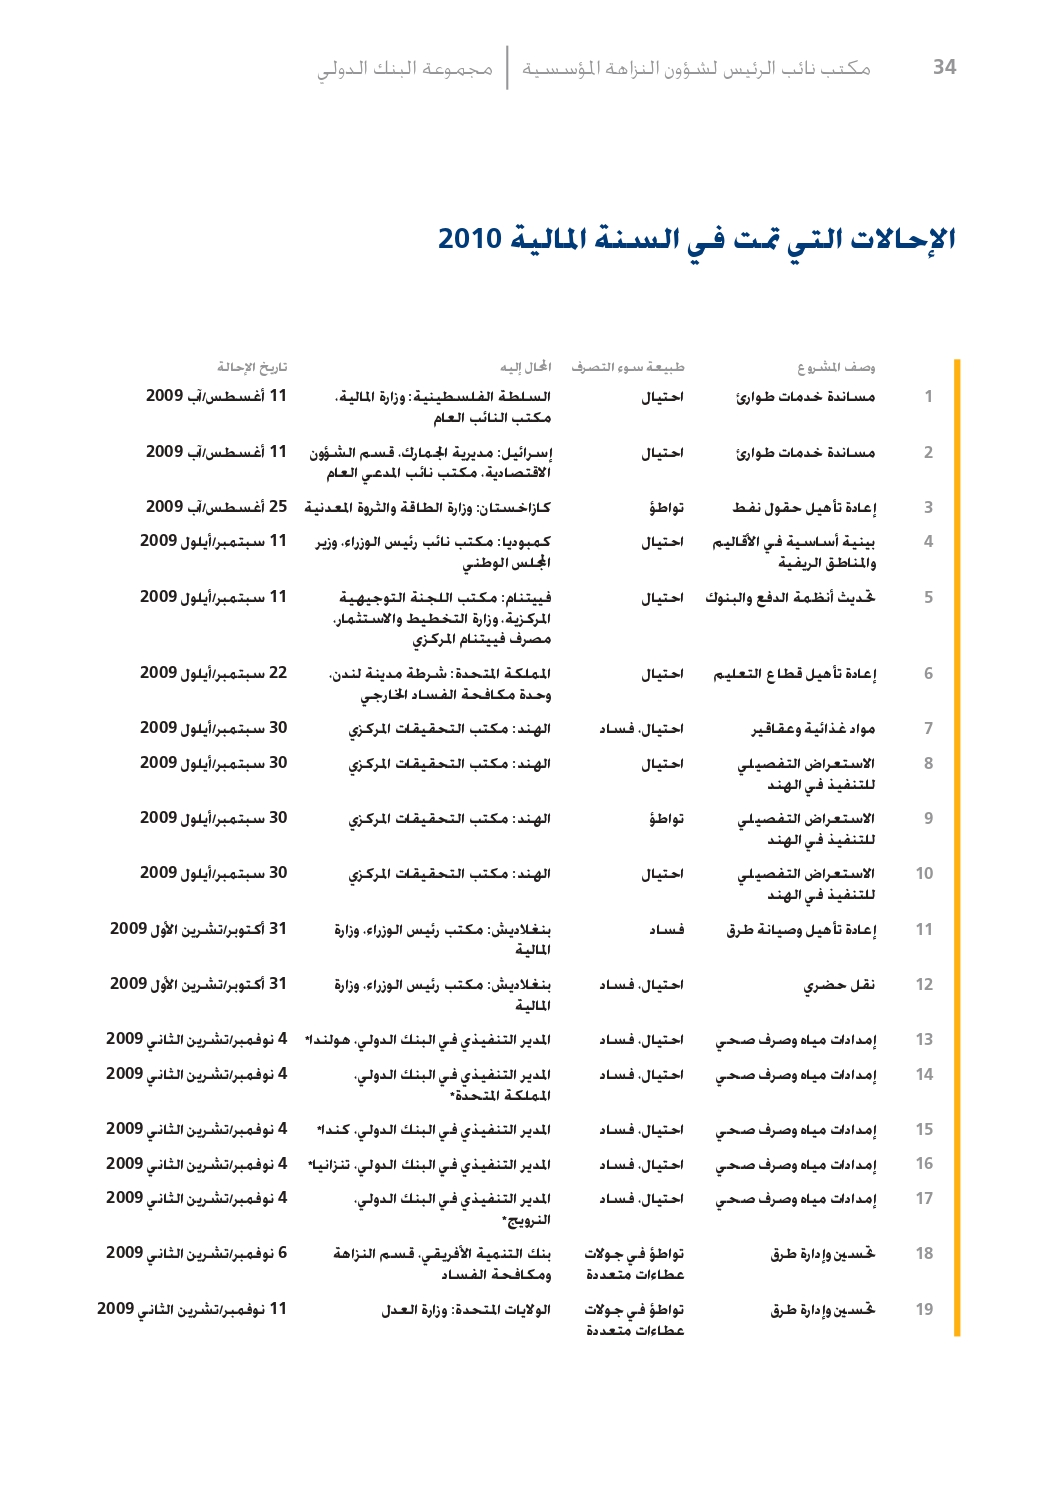 34 مكتب نائب الرئيس لشؤون النزاهة المؤسسية | مجموعة البنك الدولي
الإحالات التي تمت في السنة المالية 2010
وصف المشروع طبيعة سوء التصرف المحال إليه تاريخ الإحالة
1 مساندة خدمات طوارئ احتيال السلطة الفلسطينية: وزارة المالية، 11 أغسطس/آب 2009
مكتب النائب العام
2 مساندة خدمات طوارئ احتيال إسرائيل: مديرية الجمارك، قسم الشؤون 11 أغسطس/آب 2009
الاقتصادية، مكتب نائب المدعي العام
3 إعادة تأهيل حقول نفط تواطؤ كازاخستان: وزارة الطاقة والثروة المعدنية 25 أغسطس/آب 2009
4 بينية أساسية في الأقاليم احتيال كمبوديا: مكتب نائب رئيس الوزراء، وزير 11 سبتمبر/أيلول 2009
والمناطق الريفية المجلس الوطني
5 تحديث أنظمة الدفع والبنوك احتيال فييتنام: مكتب اللجنة التوجيهية 11 سبتمبر/أيلول 2009
المركزية، وزارة التخطيط والاستثمار،
مصرف فييتنام المركزي
6 إعادة تأهيل قطاع التعليم احتيال المملكة المتحدة: شرطة مدينة لندن، 22 سبتمبر/أيلول 2009
وحدة مكافحة الفساد الخارجي
7 مواد غذائية وعقاقير احتيال، فساد الهند: مكتب التحقيقات المركزي 30 سبتمبر/أيلول 2009
8 الاستعراض التفصيلي احتيال الهند: مكتب التحقيقات المركزي 30 سبتمبر/أيلول 2009
للتنفيذ في الهند
9 الاستعراض التفصيلي تواطؤ الهند: مكتب التحقيقات المركزي 30 سبتمبر/أيلول 2009
للتنفيذ في الهند
10 الاستعراض التفصيلي احتيال الهند: مكتب التحقيقات المركزي 30 سبتمبر/أيلول 2009
للتنفيذ في الهند
11 إعادة تأهيل وصيانة طرق فساد بنغلاديش: مكتب رئيس الوزراء، وزارة 31 أكتوبر/تشرين الأول 2009
المالية
12 نقل حضري احتيال، فساد بنغلاديش: مكتب رئيس الوزراء، وزارة 31 أكتوبر/تشرين الأول 2009
المالية
13 إمدادات مياه وصرف صحي احتيال، فساد المدير التنفيذي في البنك الدولي، هولندا* 4 نوفمبر/تشرين الثاني 2009
14 إمدادات مياه وصرف صحي احتيال، فساد المدير التنفيذي في البنك الدولي، 4 نوفمبر/تشرين الثاني 2009
المملكة المتحدة*
15 إمدادات مياه وصرف صحي احتيال، فساد المدير التنفيذي في البنك الدولي، كندا* 4 نوفمبر/تشرين الثاني 2009
16 إمدادات مياه وصرف صحي احتيال، فساد المدير التنفيذي في البنك الدولي، تنزانيا* 4 نوفمبر/تشرين الثاني 2009
17 إمدادات مياه وصرف صحي احتيال، فساد المدير التنفيذي في البنك الدولي، 4 نوفمبر/تشرين الثاني 2009
النرويج*
18 تحسين وإدارة طرق تواطؤ في جولات بنك التنمية الأفريقي، قسم النزاهة 6 نوفمبر/تشرين الثاني 2009
عطاءات متعددة ومكافحة الفساد
19 تحسين وإدارة طرق تواطؤ في جولات الولايات المتحدة: وزارة العدل 11 نوفمبر/تشرين الثاني 2009
عطاءات متعددة